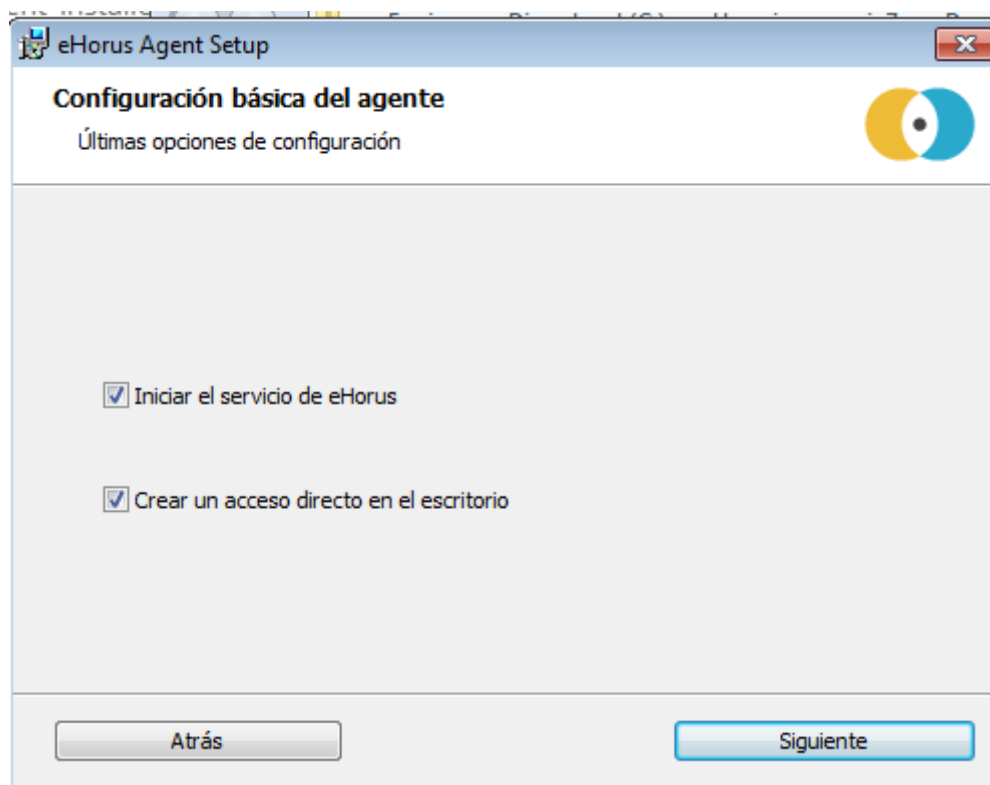 eHorus Agent Setup
Configuración básica del agente
Últimas opciones de configuración
Iniciar el servicio de eHorus
Crear un acceso directo en el escritorio
Atrás
Siguiente